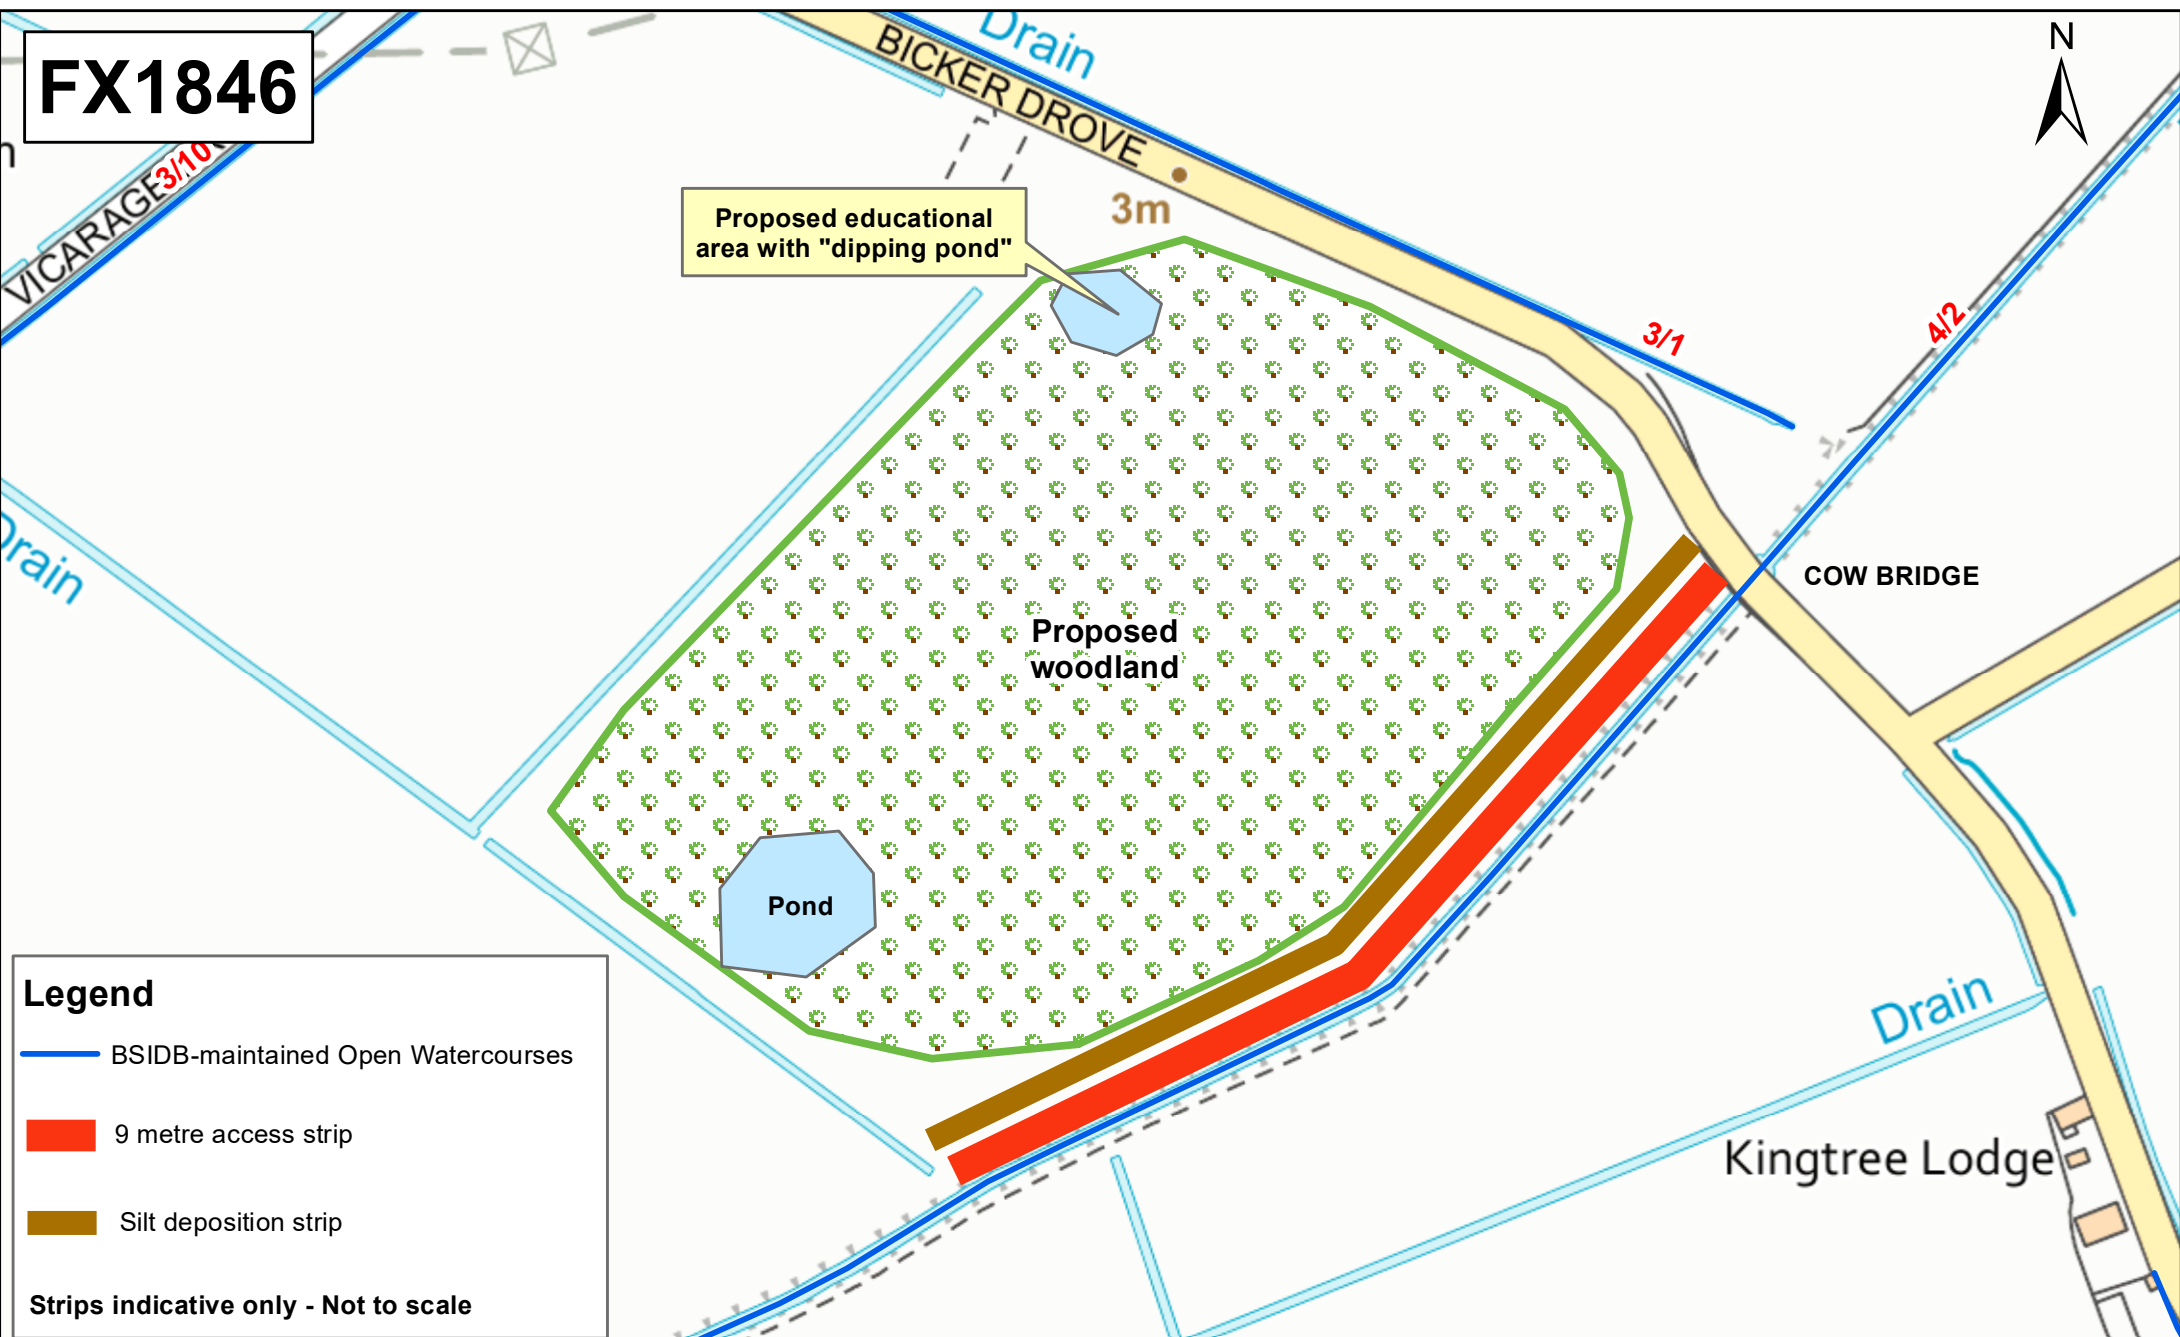 FX1846
Drain
BICKER DROVE
N
3/10
VICARAGE
Proposed educational
area with "dipping pond"
3m
3/1
4/2
Drain
COW BRIDGE
Proposed
woodland
Pond
Drain
Kingtree Lodge
Legend
BSIDB-maintained Open Watercourses
9 metre access strip
Silt deposition strip
Strips indicative only - Not to scale